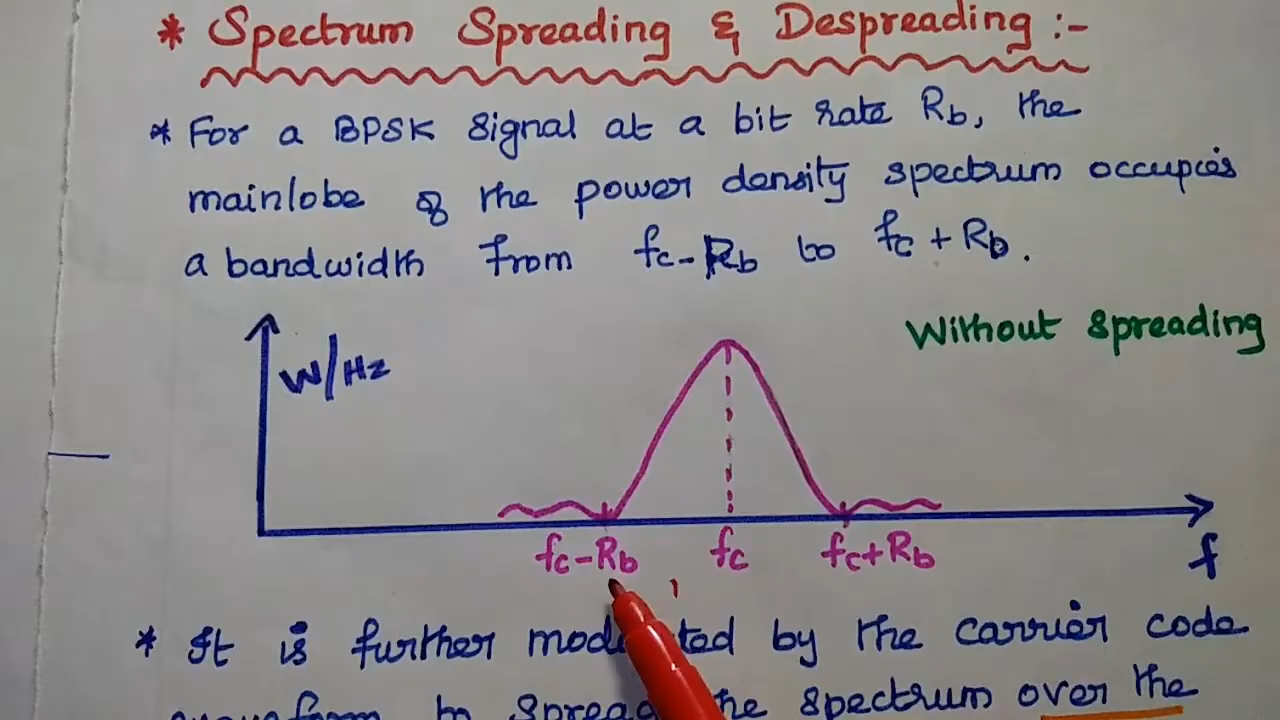 * Spectrum Spreading & Despreading :-
* For a BPSK signal at a bit rate Rb, the
mainlobe of the power density spectrum occupies
a bandwidth from fc-Rb to fc+Rb.
Without spreading
W/Hz
fc-Rb fc fc+Rb f
* It is further by the carrier code
spectrum over the